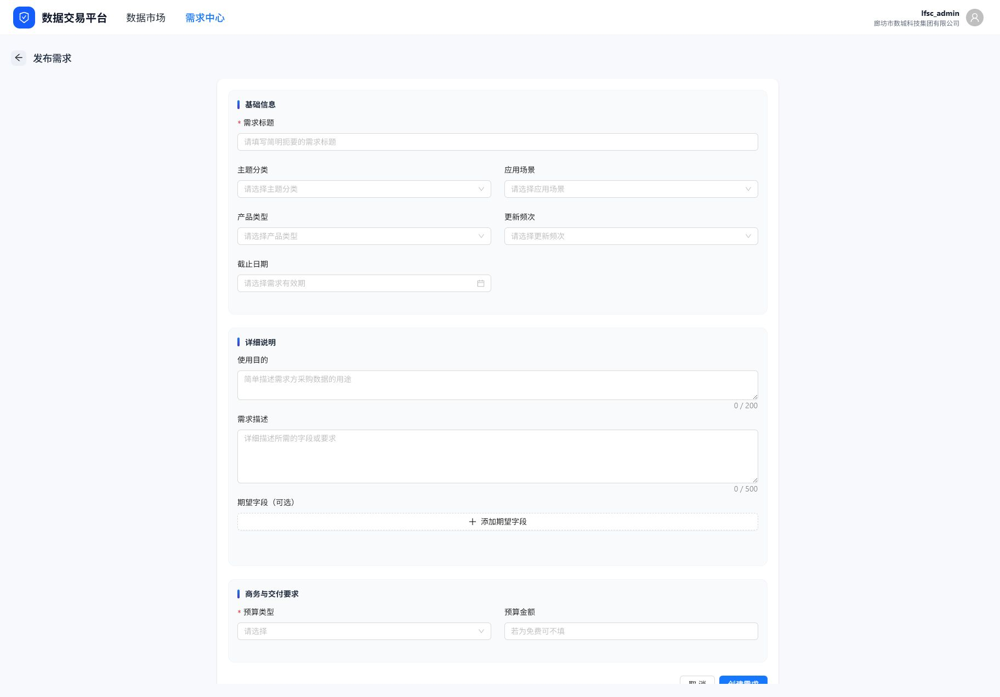 数据交易平台
数据市场
需求中心
lfsc_admin
廊坊市数城科技集团有限公司
发布需求
基础信息
* 需求标题
请填写简明扼要的需求标题
主题分类
应用场景
请选择主题分类
请选择应用场景
产品类型
更新频次
请选择产品类型
请选择更新频次
截止日期
请选择需求有效期
详细说明
使用目的
简单描述需求方采购数据的用途
0 / 200
需求描述
详细描述所需的字段或要求
0 / 500
期望字段（可选）
添加期望字段
商务与交付要求
* 预算类型
预算金额
请选择
若为免费可不填
取 消
创建需求